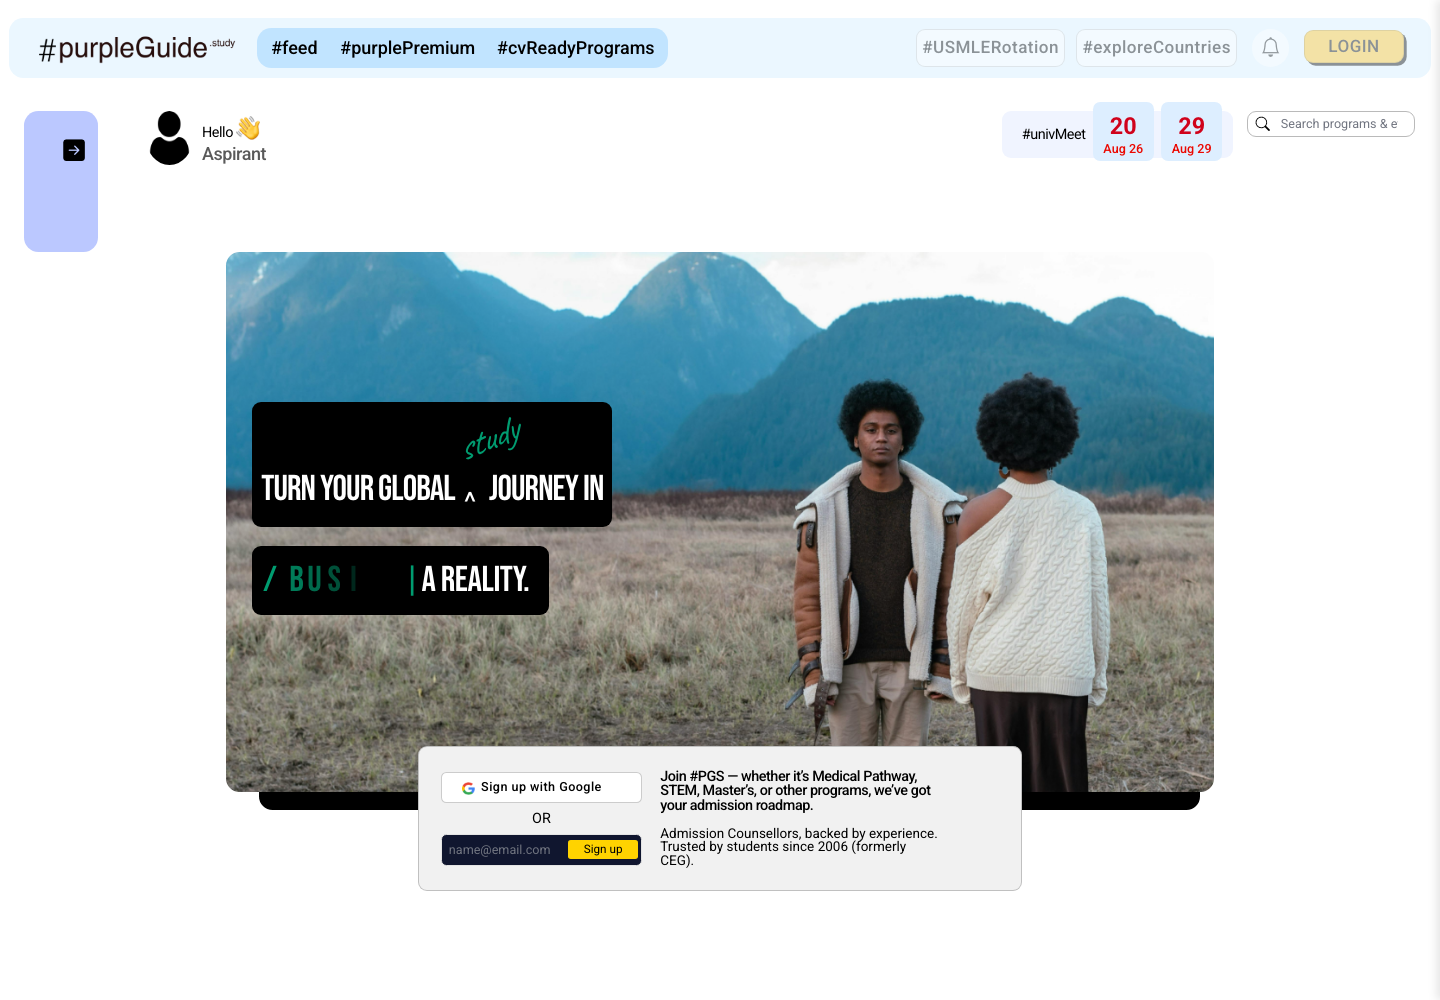 #purpleGuide.study
#feed #purplePremium #cvReadyPrograms
#USMLERotation #exploreCountries LOGIN
Hello
Aspirant
#univMeet
20
Aug 26
29
Aug 29
Search programs & e
study
TURN YOUR GLOBAL ^ JOURNEY IN
/ BUSI | A REALITY.
Sign up with Google
OR
name@email.com Sign up
Join #PGS — whether it's Medical Pathway,
STEM, Master's, or other programs, we've got
your admission roadmap.
Admission Counsellors, backed by experience.
Trusted by students since 2006 (formerly
CEG).